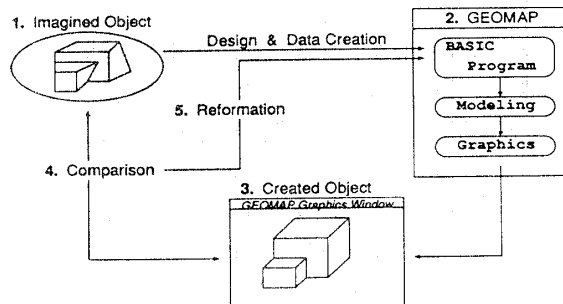 1. Imagined Object
Design & Data Creation
2. GEOMAP
BASIC
Program
Modeling
Graphics
5. Reformation
4. Comparison
3. Created Object
GEOMAP Graphics Window